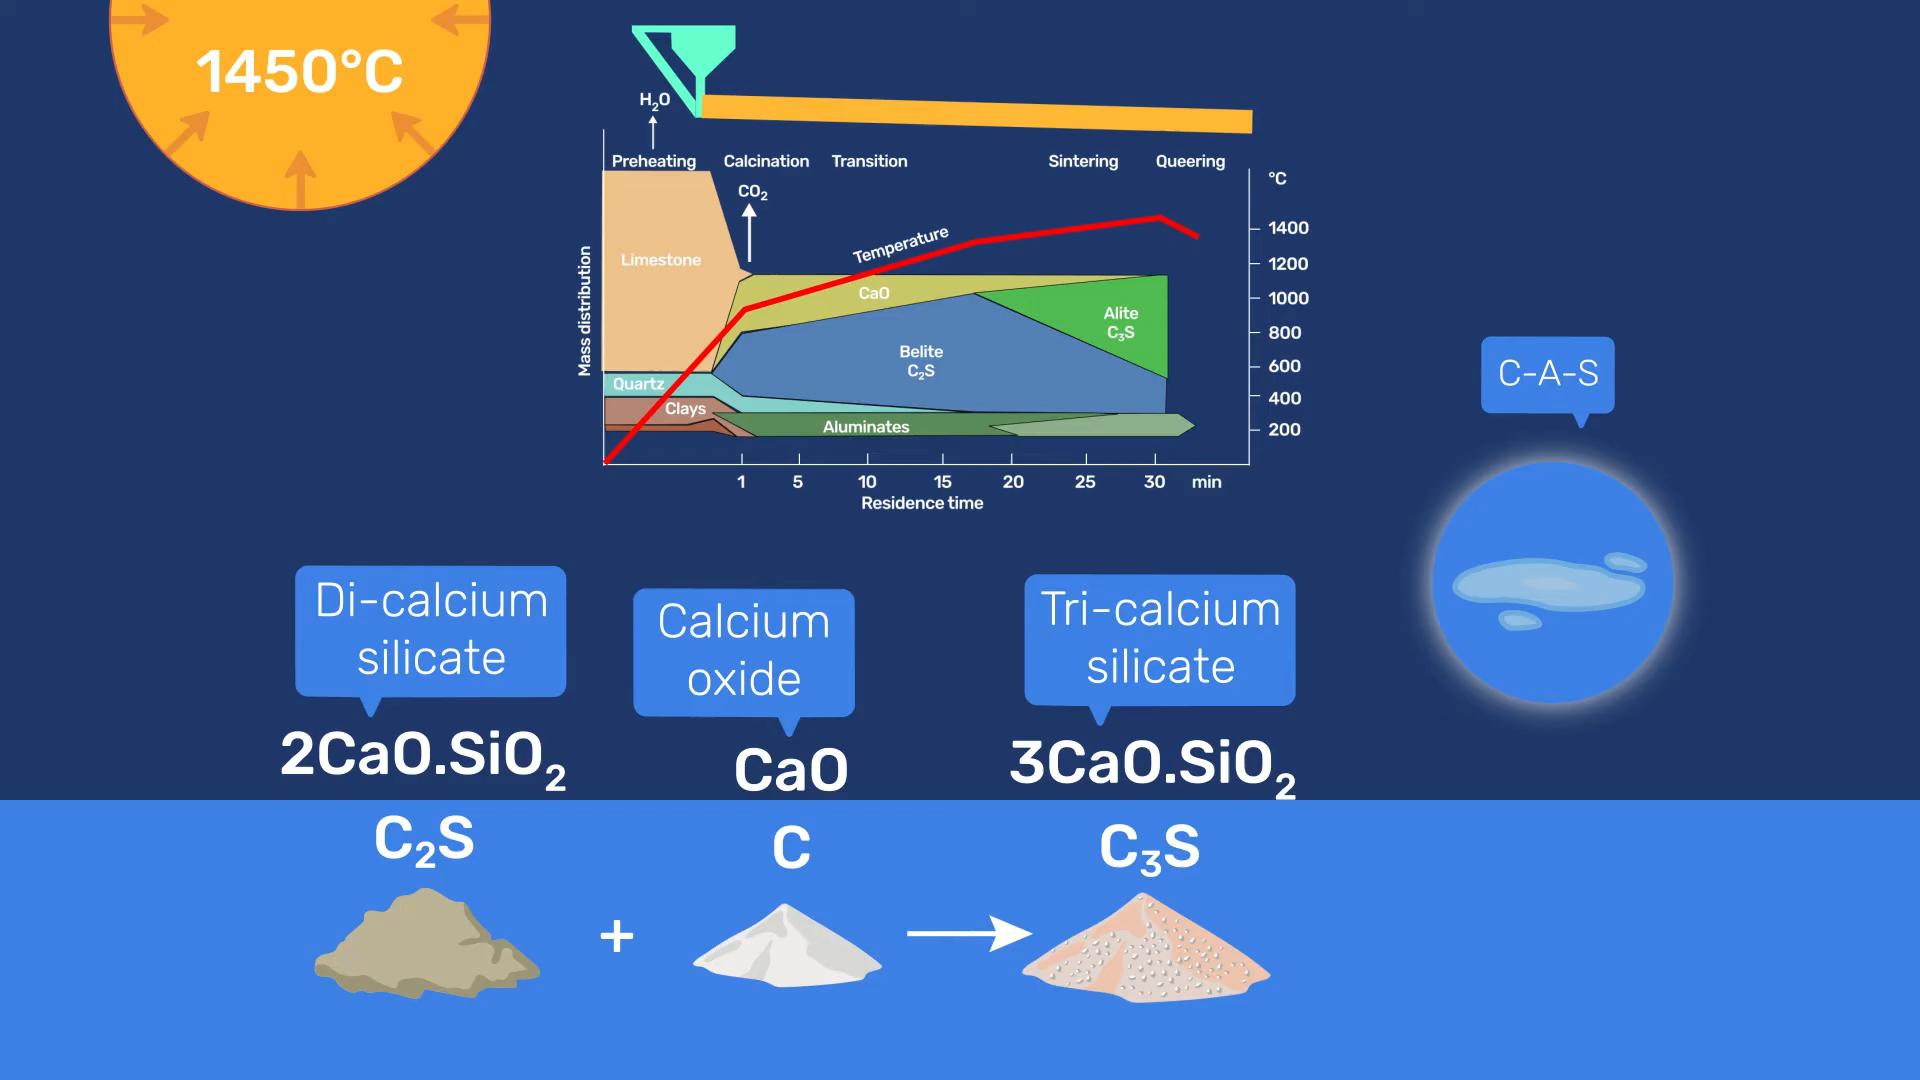 1450°C
H₂O
Preheating Calcination Transition Sintering Queering
°C
CO₂
1400
Temperature
Limestone
1200
CaO
1000
Alite
C₃S
800
Mass distribution
Belite
C₂S
600
Quartz
400
Clays
Aluminates
200
1 5 10 15 20 25 30 min
Residence time
C-A-S
Di-calcium
silicate
Calcium
oxide
Tri-calcium
silicate
2CaO.SiO₂
CaO
3CaO.SiO₂
C₂S
C
C₃S
+